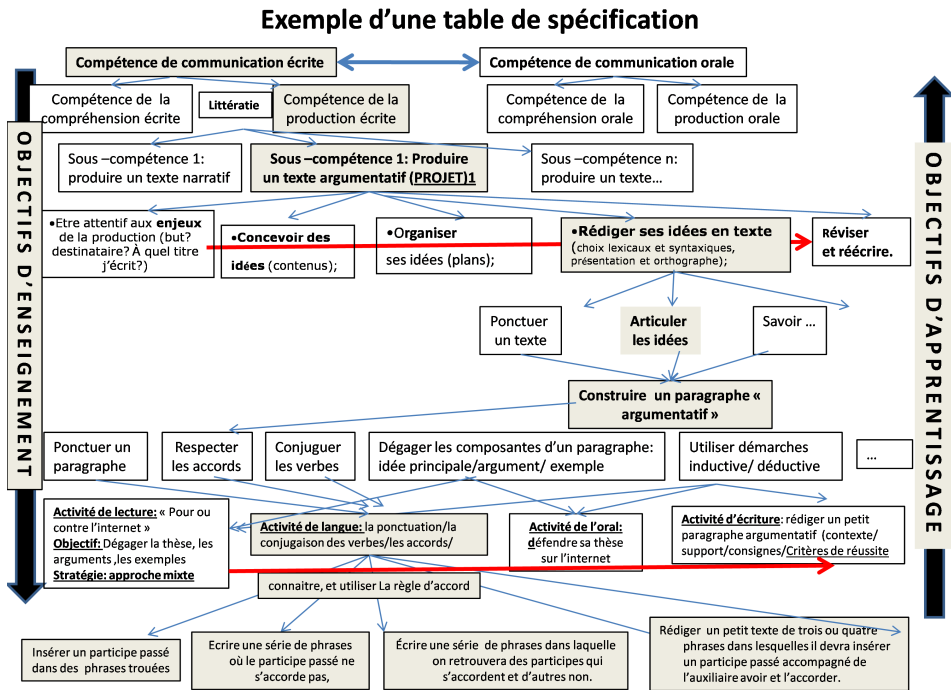 Exemple d'une table de spécification
Compétence de communication écrite
Compétence de communication orale
Compétence de la
compréhension écrite
Littératie
Compétence de la
production écrite
Compétence de la
compréhension orale
Compétence de la
production orale
OBJECTIFS D'ENSEIGNEMENT
OBJECTIFS D'APPRENTISSAGE
Sous –compétence 1:
produire un texte narratif
Sous –compétence 1: Produire
un texte argumentatif (PROJET)1
Sous –compétence n:
produire un texte…
•Etre attentif aux enjeux
de la production (but?
destinataire? À quel titre
j'écrit?)
•Concevoir des
idées (contenus);
•Organiser
ses idées (plans);
•Rédiger ses idées en texte
(choix lexicaux et syntaxiques,
présentation et orthographe);
Réviser
et réécrire.
Ponctuer
un texte
Articuler
les idées
Savoir …
Construire un paragraphe «
argumentatif »
Ponctuer un
paragraphe
Respecter
les accords
Conjuguer
les verbes
Dégager les composantes d'un paragraphe:
idée principale/argument/ exemple
Utiliser démarches
inductive/ déductive
...
Activité de lecture: « Pour ou
contre l'internet »
Objectif: Dégager la thèse, les
arguments ,les exemples
Stratégie: approche mixte
Activité de langue: la ponctuation/la
conjugaison des verbes/les accords/
Activité de l'oral:
défendre sa thèse
sur l'internet
Activité d'écriture: rédiger un petit
paragraphe argumentatif (contexte/
support/consignes/Critères de réussite
connaitre, et utiliser La règle d'accord
Insérer un participe passé
dans des phrases trouées
Ecrire une série de phrases
où le participe passé ne
s'accorde pas,
Écrire une série de phrases dans laquelle
on retrouvera des participes qui
s'accordent et d'autres non.
Rédiger un petit texte de trois ou quatre
phrases dans lesquelles il devra insérer
un participe passé accompagné de
l'auxiliaire avoir et l'accorder.